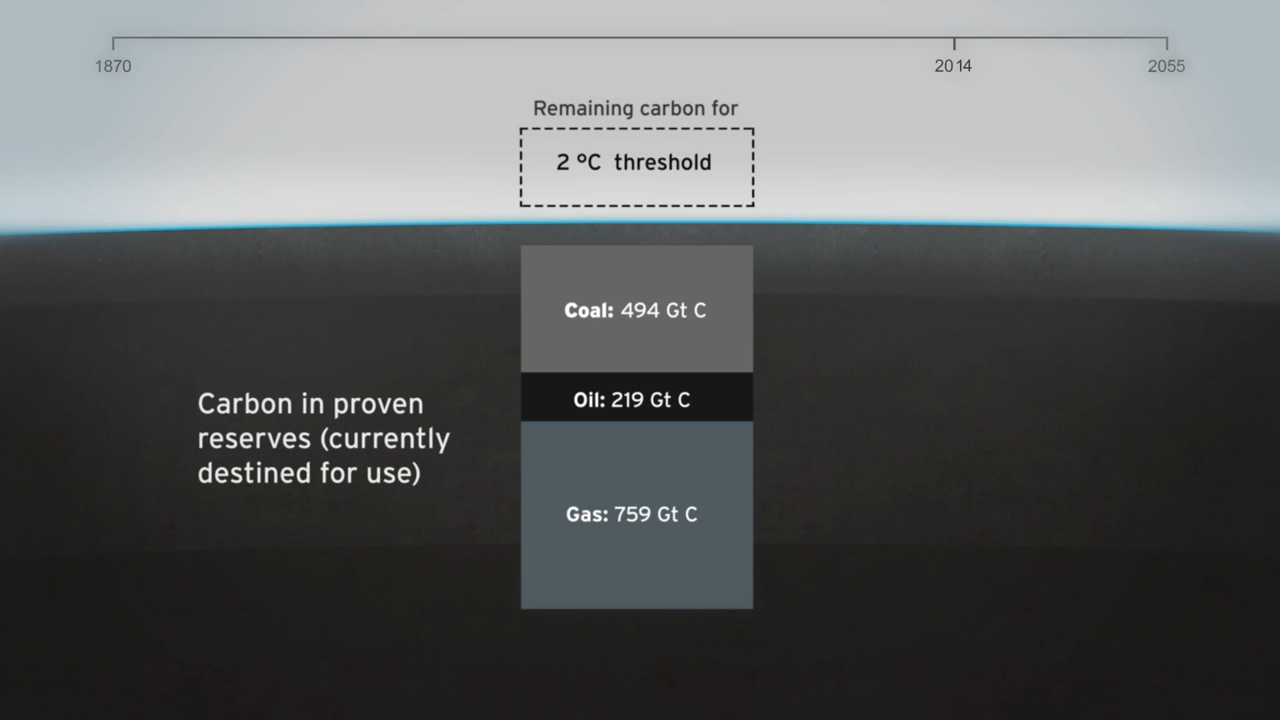 1870
2014
2055
Remaining carbon for
2 ºC threshold
Coal: 494 Gt C
Oil: 219 Gt C
Carbon in proven
reserves (currently
destined for use)
Gas: 759 Gt C